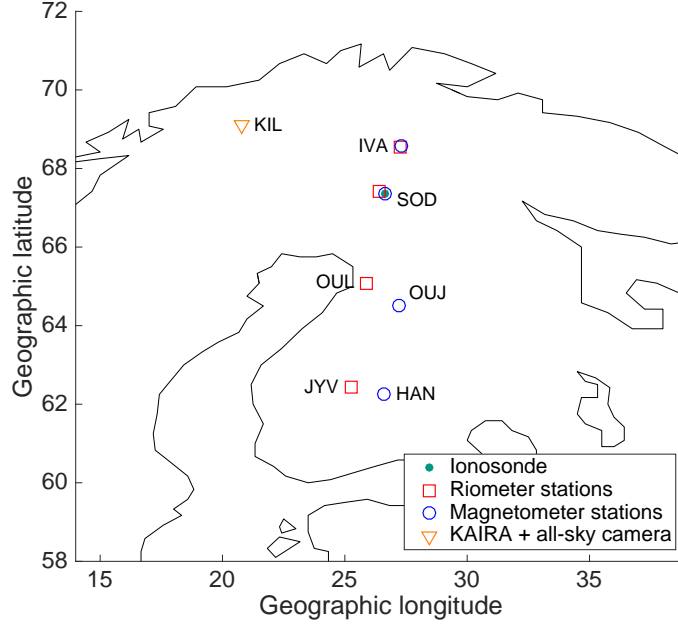 72
70
68
66
64
62
60
58
Geographic latitude
KIL
IVA
SOD
OUL
OUJ
JYV
HAN
Ionosonde
Riometer stations
Magnetometer stations
KAIRA + all-sky camera
15 20 25 30 35
Geographic longitude